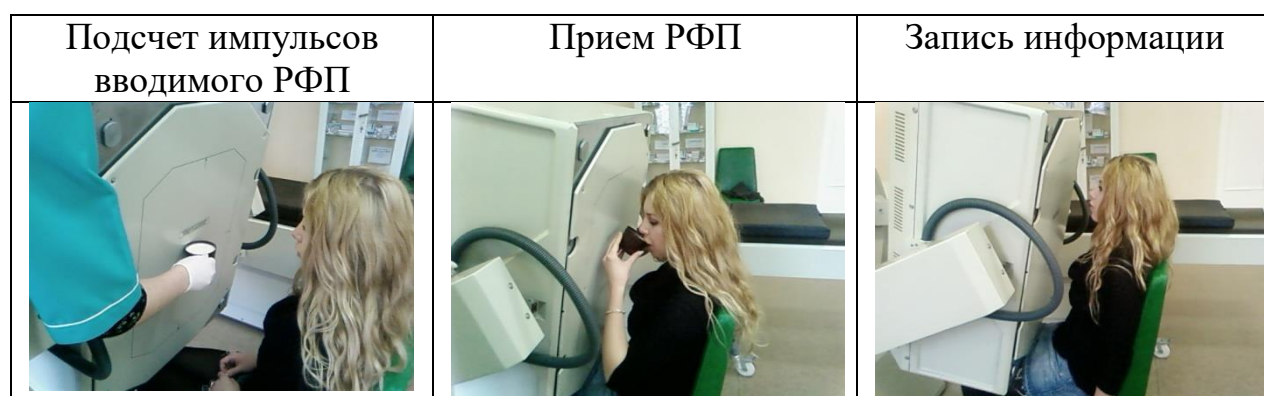 Подсчет импульсов
вводимого РФП
Прием РФП
Запись информации